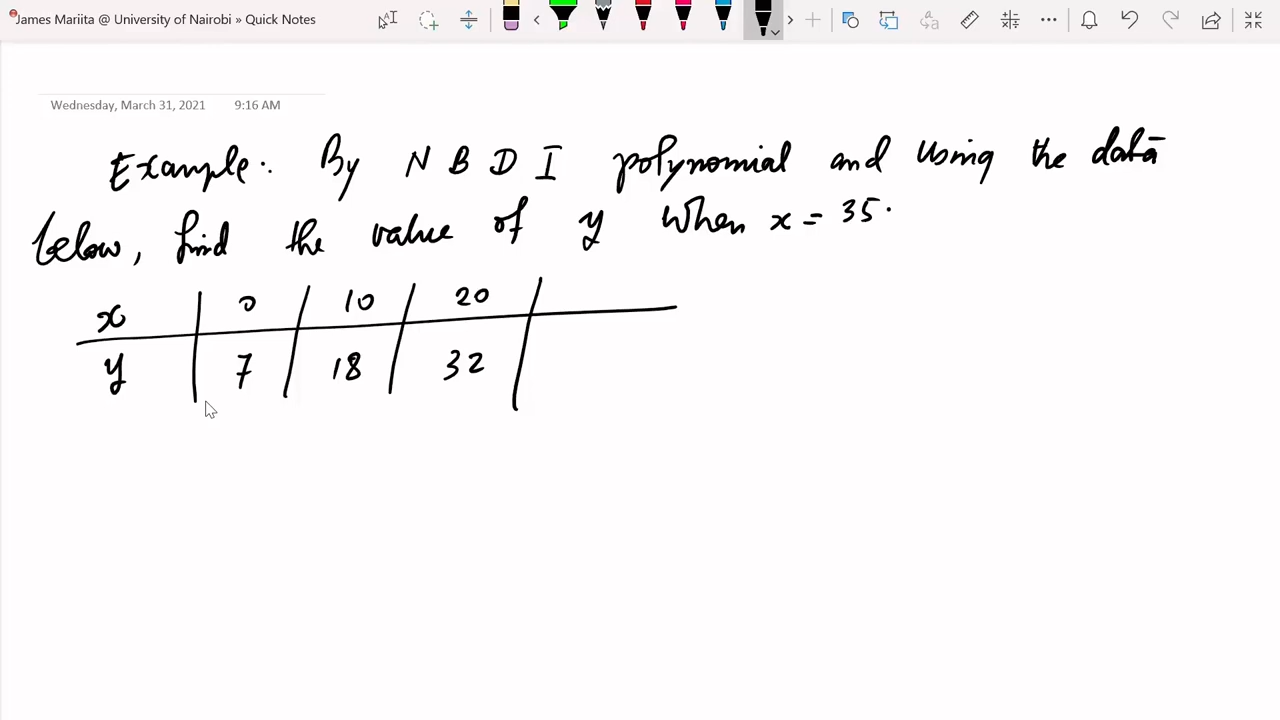 James Mariita @ University of Nairobi » Quick Notes
Wednesday, March 31, 2021 9:16 AM
Example: By N B D I polynomial and using the data
below, find the value of y when x = 35.
x 0 10 20
y 7 18 32